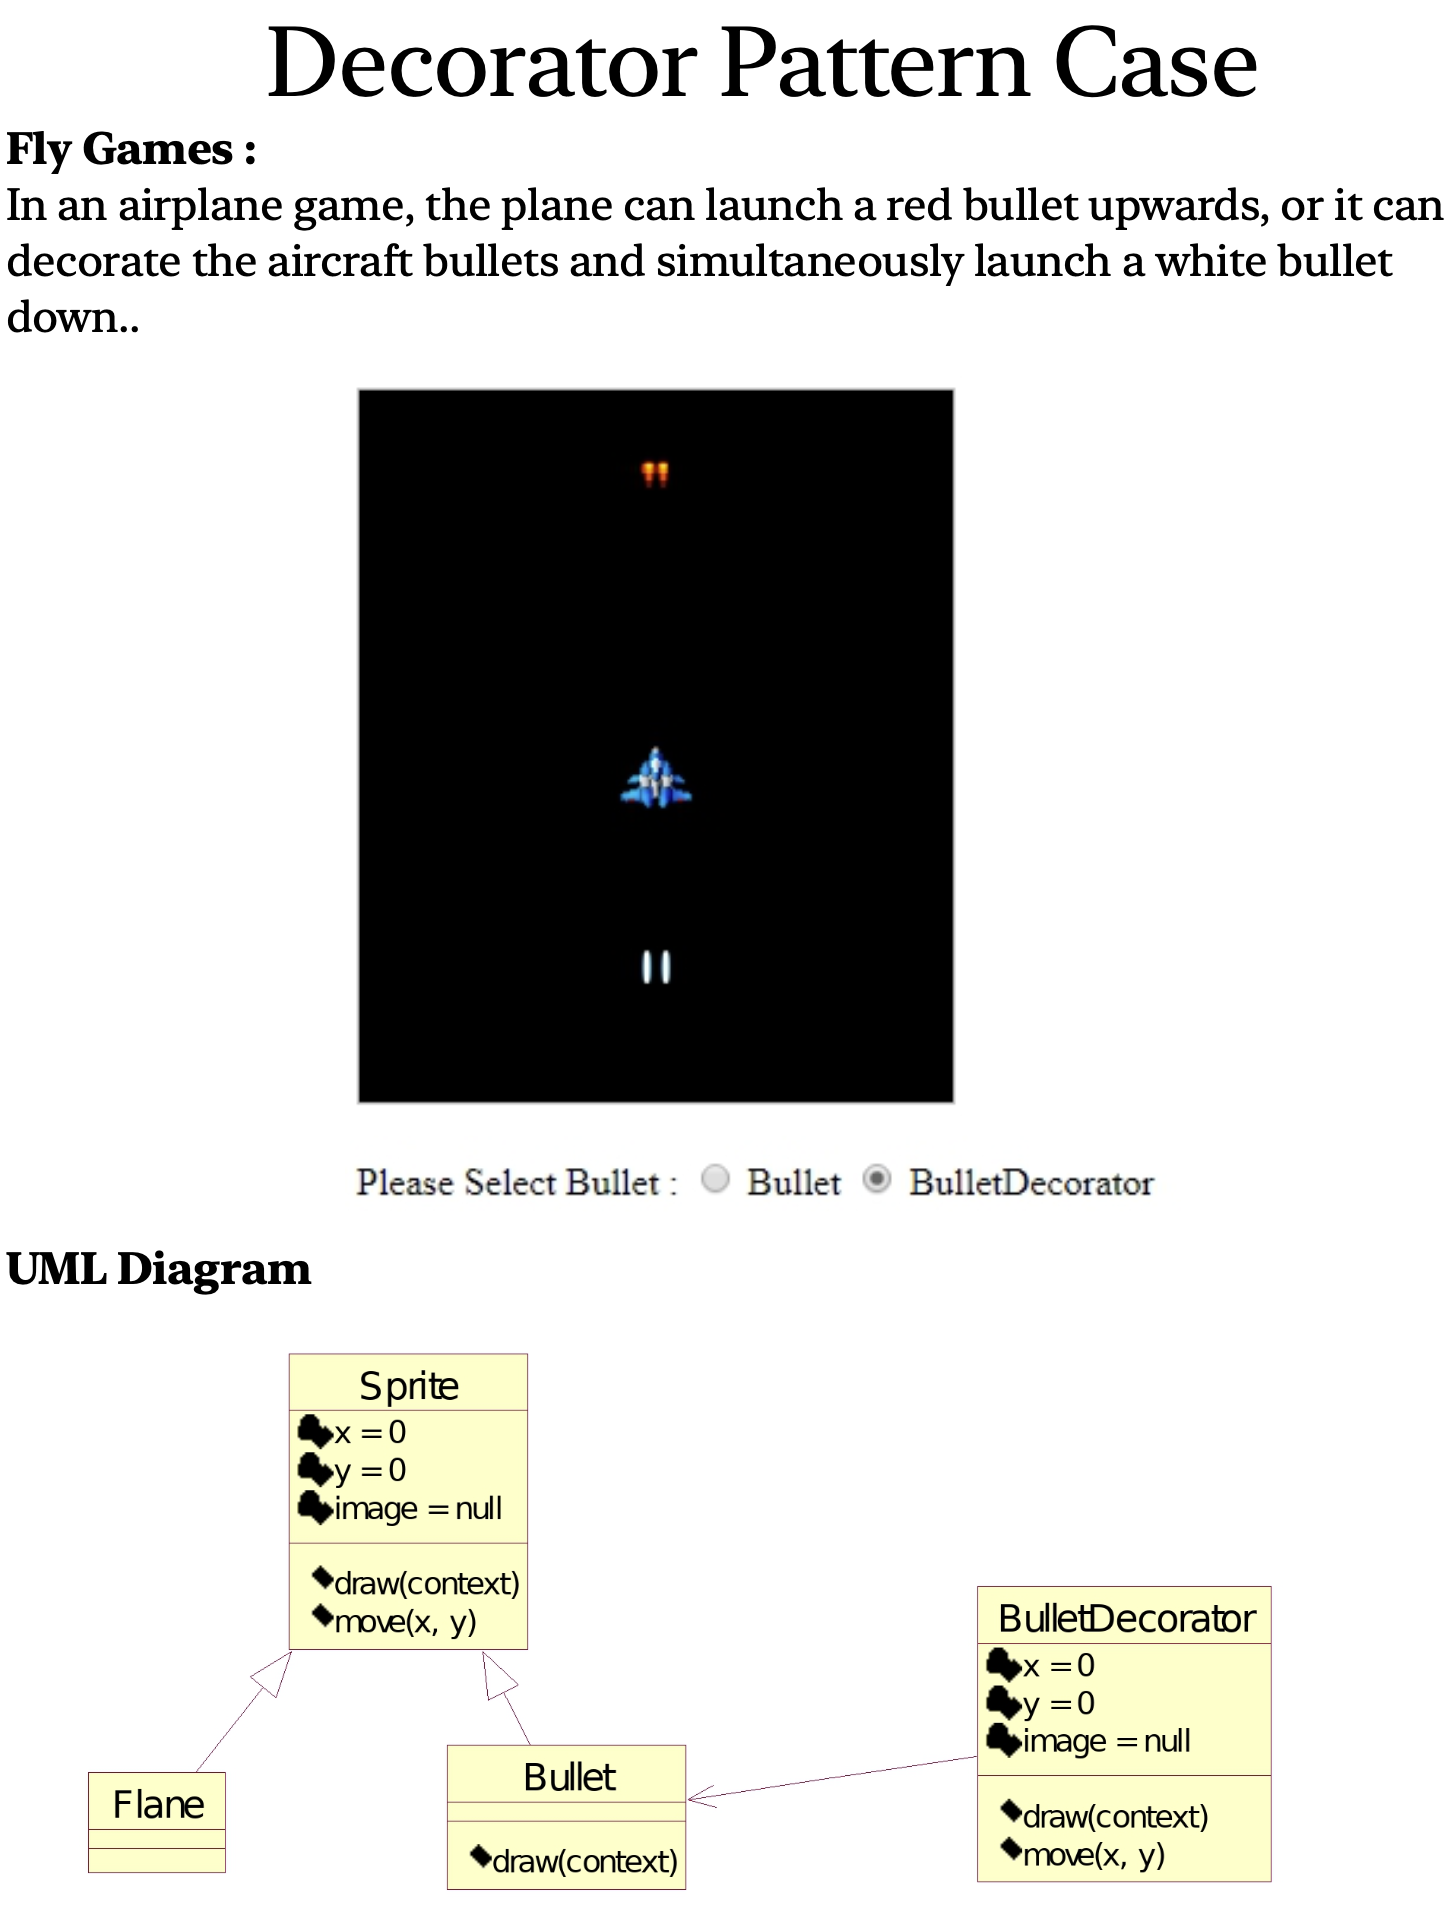 Decorator Pattern Case
Fly Games :
In an airplane game, the plane can launch a red bullet upwards, or it can
decorate the aircraft bullets and simultaneously launch a white bullet
down..
Please Select Bullet : Bullet BulletDecorator
UML Diagram
Sprite
x = 0
y = 0
image = null
draw(context)
move(x, y)
Flane
Bullet
draw(context)
BulletDecorator
x = 0
y = 0
image = null
draw(context)
move(x, y)